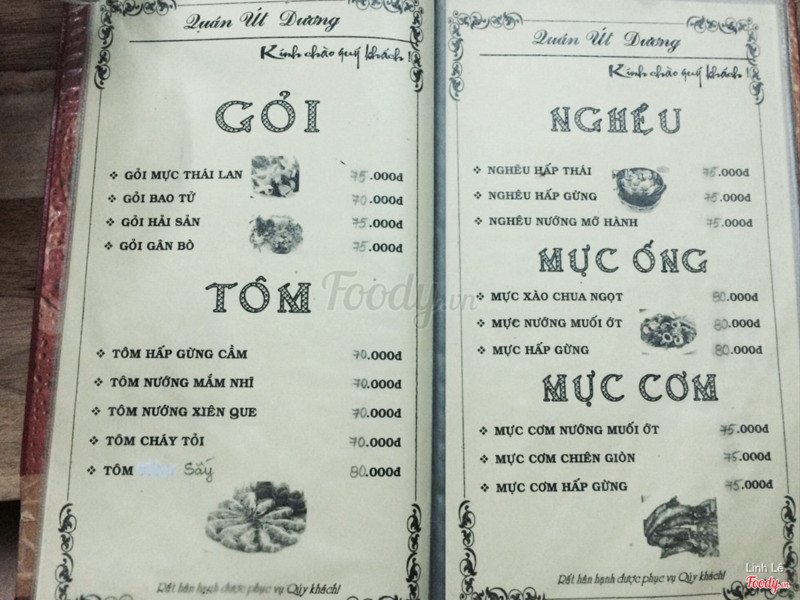 Quán Út Dương
Kính chào quý khách !
GỎI
❖ GỎI MỰC THÁI LAN 75.000đ
❖ GỎI BAO TỬ 70.000đ
❖ GỎI HẢI SẢN 75.000đ
❖ GỎI GÂN BÒ 75.000đ
TÔM
❖ TÔM HẤP GỪNG CẦM 70.000đ
❖ TÔM NƯỚNG MẮM NHĨ 70.000đ
❖ TÔM NƯỚNG XIÊN QUE 70.000đ
❖ TÔM CHÁY TỎI 70.000đ
❖ TÔM Sấy 80.000đ
Rất hân hạnh được phục vụ Qúy khách!
Quán Út Dương
Kính chào quý khách !
NGHÊU
❖ NGHÊU HẤP THÁI 75.000đ
❖ NGHÊU HẤP GỪNG 75.000đ
❖ NGHÊU NƯỚNG MỠ HÀNH 75.000đ
MỰC ỐNG
❖ MỰC XÀO CHUA NGỌT 80.000đ
❖ MỰC NƯỚNG MUỐI ỚT 80.000đ
❖ MỰC HẤP GỪNG 80.000đ
MỰC CƠM
❖ MỰC CƠM NƯỚNG MUỐI ỚT 75.000đ
❖ MỰC CƠM CHIÊN GIÒN 75.000đ
❖ MỰC CƠM HẤP GỪNG 75.000đ
Rất hân hạnh được phục vụ Qúy khách!
Foody.vn
Linh Lê
Foody.vn